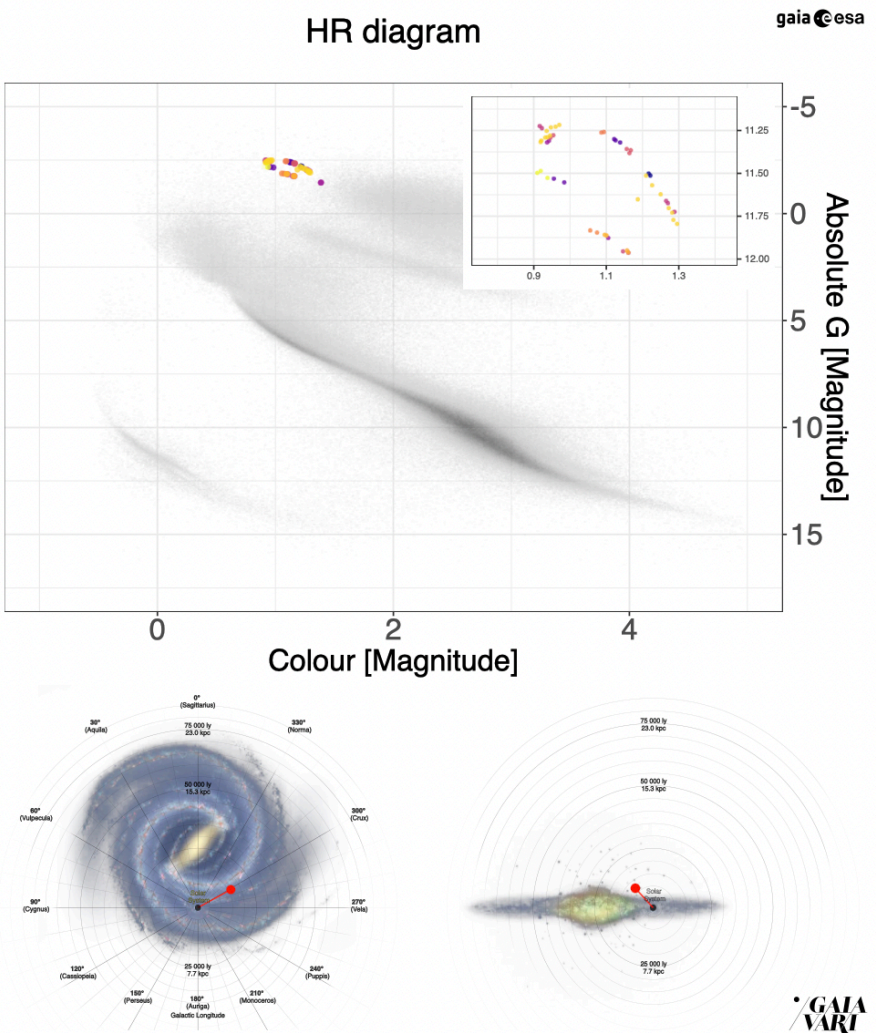 HR diagram
gaia esa
-5
0
5
10
15
Absolute G [Magnitude]
11.25
11.50
11.75
12.00
0.9
1.1
1.3
0
2
4
Colour [Magnitude]
0°
(Sagittarius)
30°
(Aquila)
330°
(Norma)
75 000 ly
23.0 kpc
50 000 ly
15.3 kpc
60°
(Vulpecula)
300°
(Crux)
Solar
System
90°
(Cygnus)
270°
(Vela)
25 000 ly
7.7 kpc
120°
(Cassiopeia)
240°
(Puppis)
150°
(Perseus)
210°
(Monoceros)
180°
(Auriga)
Galactic Longitude
75 000 ly
23.0 kpc
50 000 ly
15.3 kpc
Solar
System
25 000 ly
7.7 kpc
GAIA
VARI